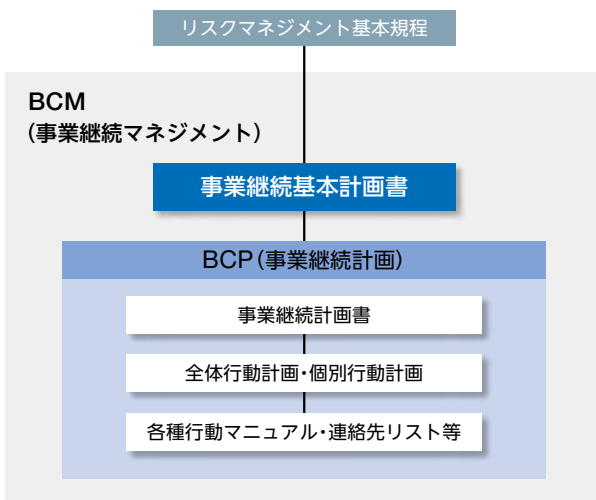 リスクマネジメント基本規程
BCM
(事業継続マネジメント)
事業継続基本計画書
BCP(事業継続計画)
事業継続計画書
全体行動計画・個別行動計画
各種行動マニュアル・連絡先リスト等